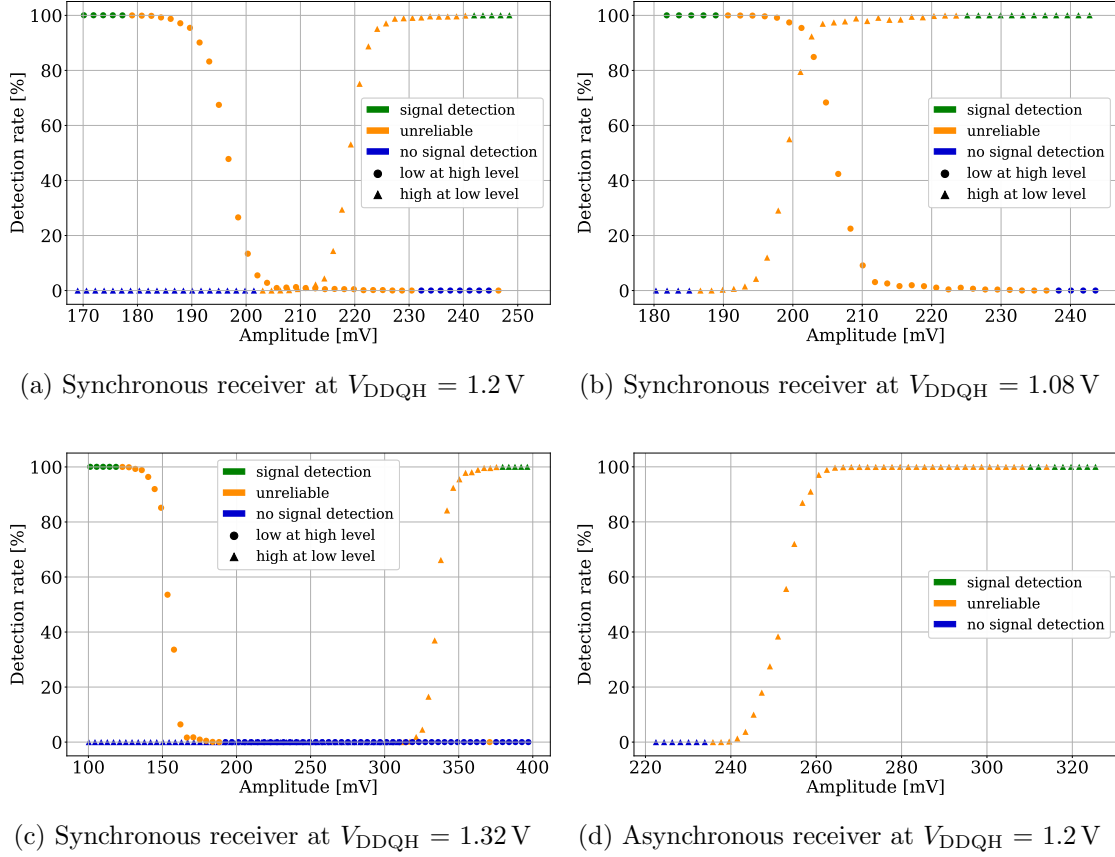 100
80
60
40
20
0
Detection rate [%]
signal detection
unreliable
no signal detection
low at high level
high at low level
170 180 190 200 210 220 230 240 250
Amplitude [mV]
(a) Synchronous receiver at VDDQH = 1.2 V
100
80
60
40
20
0
Detection rate [%]
signal detection
unreliable
no signal detection
low at high level
high at low level
180 190 200 210 220 230 240
Amplitude [mV]
(b) Synchronous receiver at VDDQH = 1.08 V
100
80
60
40
20
0
Detection rate [%]
signal detection
unreliable
no signal detection
low at high level
high at low level
100 150 200 250 300 350 400
Amplitude [mV]
(c) Synchronous receiver at VDDQH = 1.32 V
100
80
60
40
20
0
Detection rate [%]
signal detection
unreliable
no signal detection
220 240 260 280 300 320
Amplitude [mV]
(d) Asynchronous receiver at VDDQH = 1.2 V